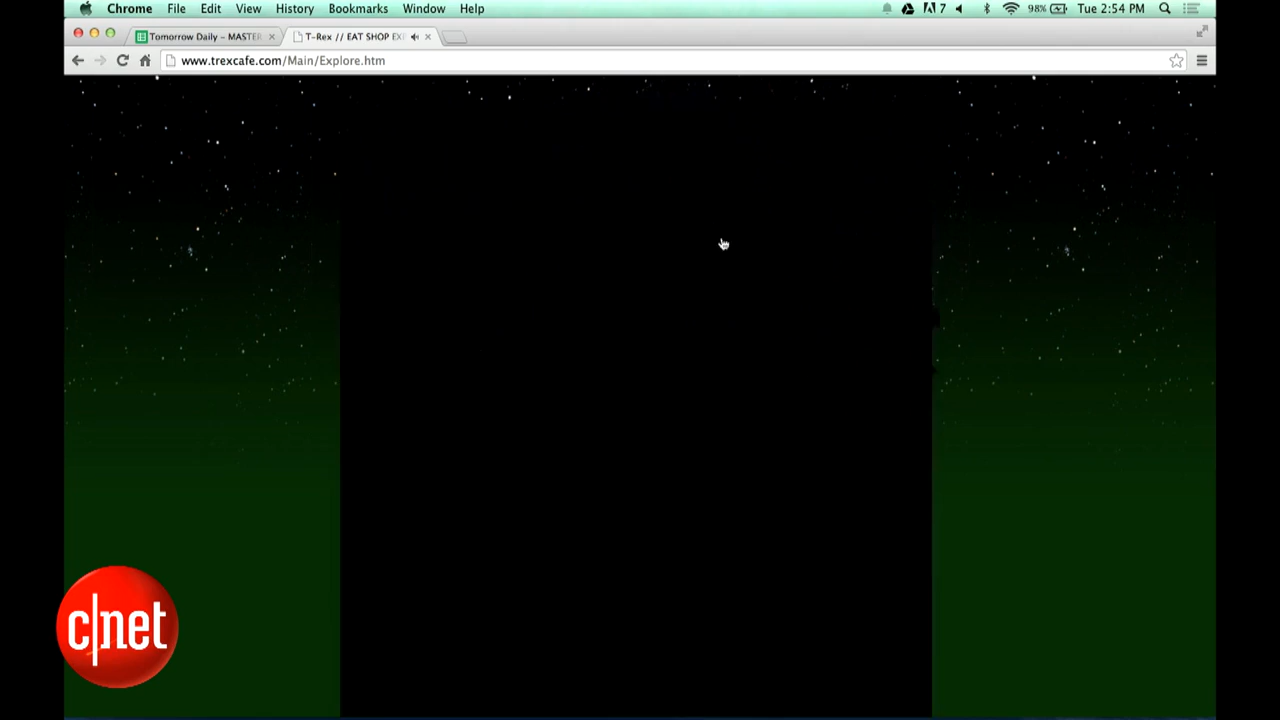 Chrome File Edit View History Bookmarks Window Help 7 98% Tue 2:54 PM
Tomorrow Daily – MASTER T-Rex // EAT SHOP EX
www.trexcafe.com/Main/Explore.htm
c|net